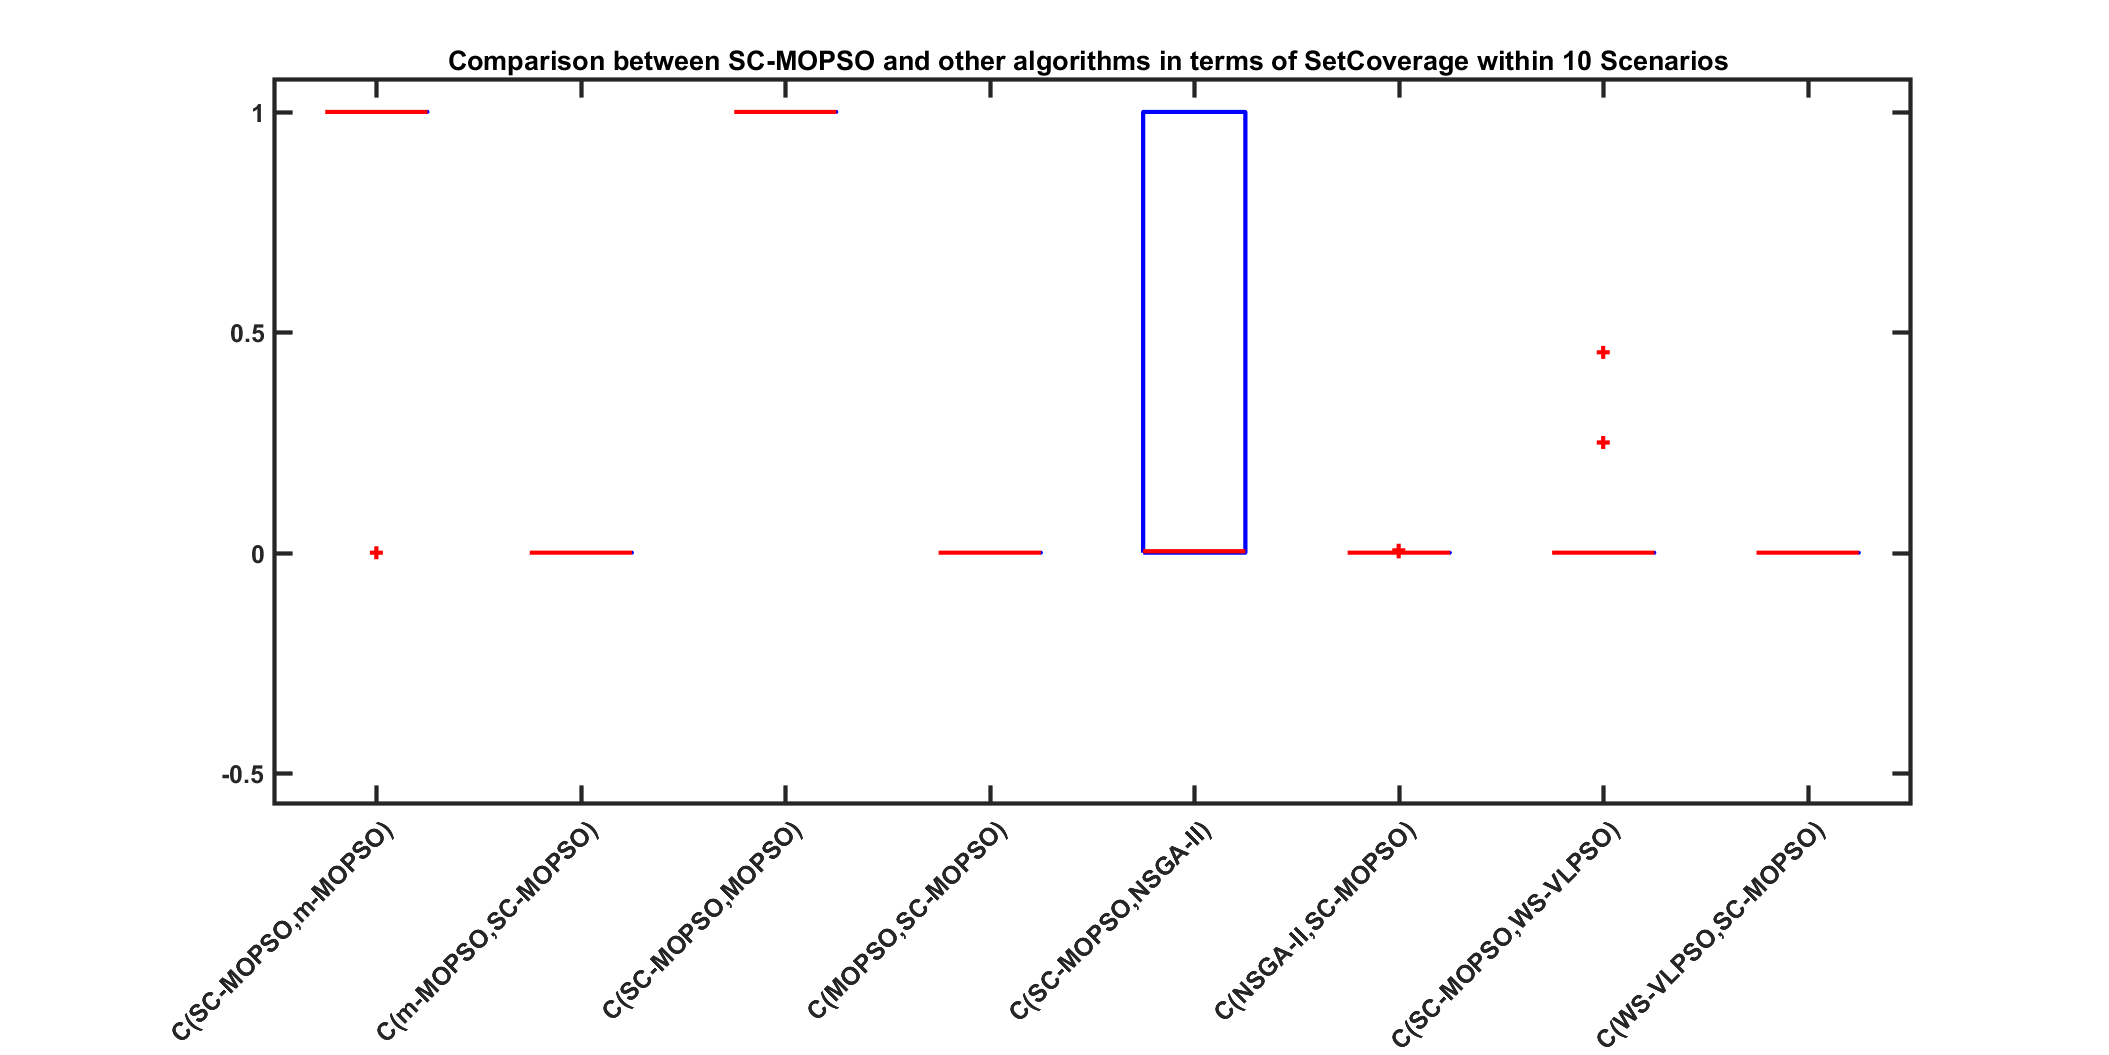 Comparison between SC-MOPSO and other algorithms in terms of SetCoverage within 10 Scenarios
1
0.5
0
-0.5
C(SC-MOPSO,m-MOPSO)
C(m-MOPSO,SC-MOPSO)
C(SC-MOPSO,MOPSO)
C(MOPSO,SC-MOPSO)
C(SC-MOPSO,NSGA-II)
C(NSGA-II,SC-MOPSO)
C(SC-MOPSO,WS-VLPSO)
C(WS-VLPSO,SC-MOPSO)